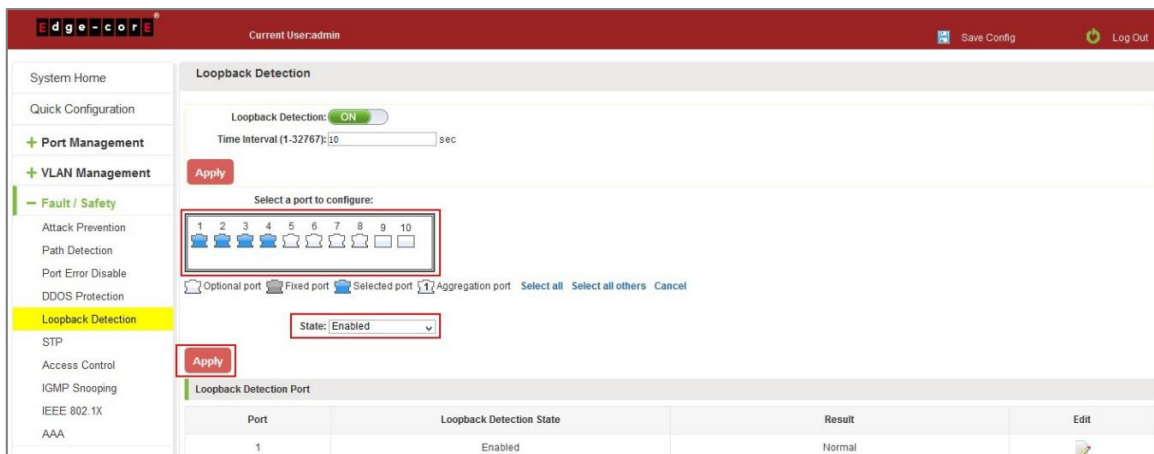 Edge-corE®
Current User:admin
Save Config
Log Out
System Home
Quick Configuration
+ Port Management
+ VLAN Management
− Fault / Safety
Attack Prevention
Path Detection
Port Error Disable
DDOS Protection
Loopback Detection
STP
Access Control
IGMP Snooping
IEEE 802.1X
AAA
Loopback Detection
Loopback Detection: ON
Time Interval (1-32767): 10 sec
Apply
Select a port to configure:
1 2 3 4 5 6 7 8 9 10
Optional port Fixed port Selected port 1 Aggregation port Select all Select all others Cancel
State: Enabled
Apply
Loopback Detection Port
Port Loopback Detection State Result Edit
1 Enabled Normal